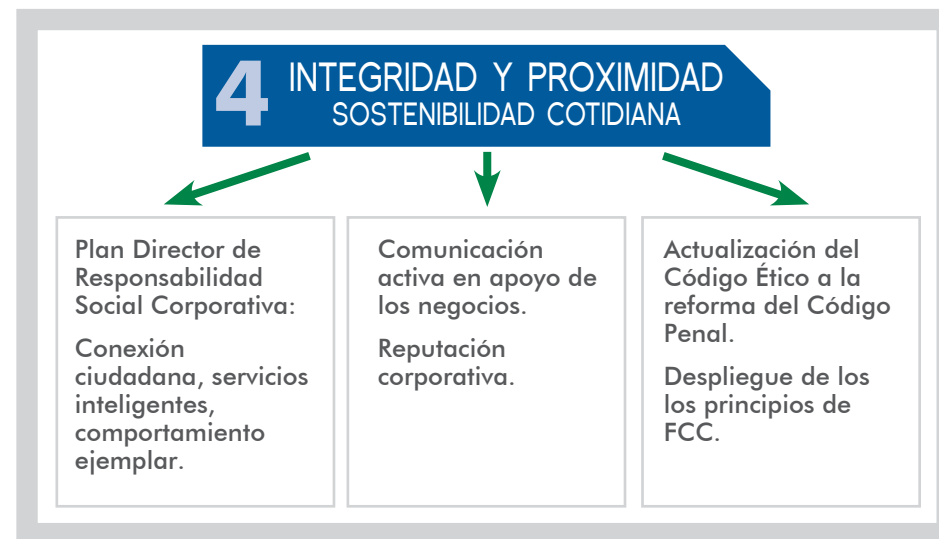 4 INTEGRIDAD Y PROXIMIDAD
SOSTENIBILIDAD COTIDIANA
Plan Director de
Responsabilidad
Social Corporativa:
Conexión
ciudadana, servicios
inteligentes,
comportamiento
ejemplar.
Comunicación
activa en apoyo de
los negocios.
Reputación
corporativa.
Actualización del
Código Ético a la
reforma del Código
Penal.
Despliegue de los
los principios de
FCC.